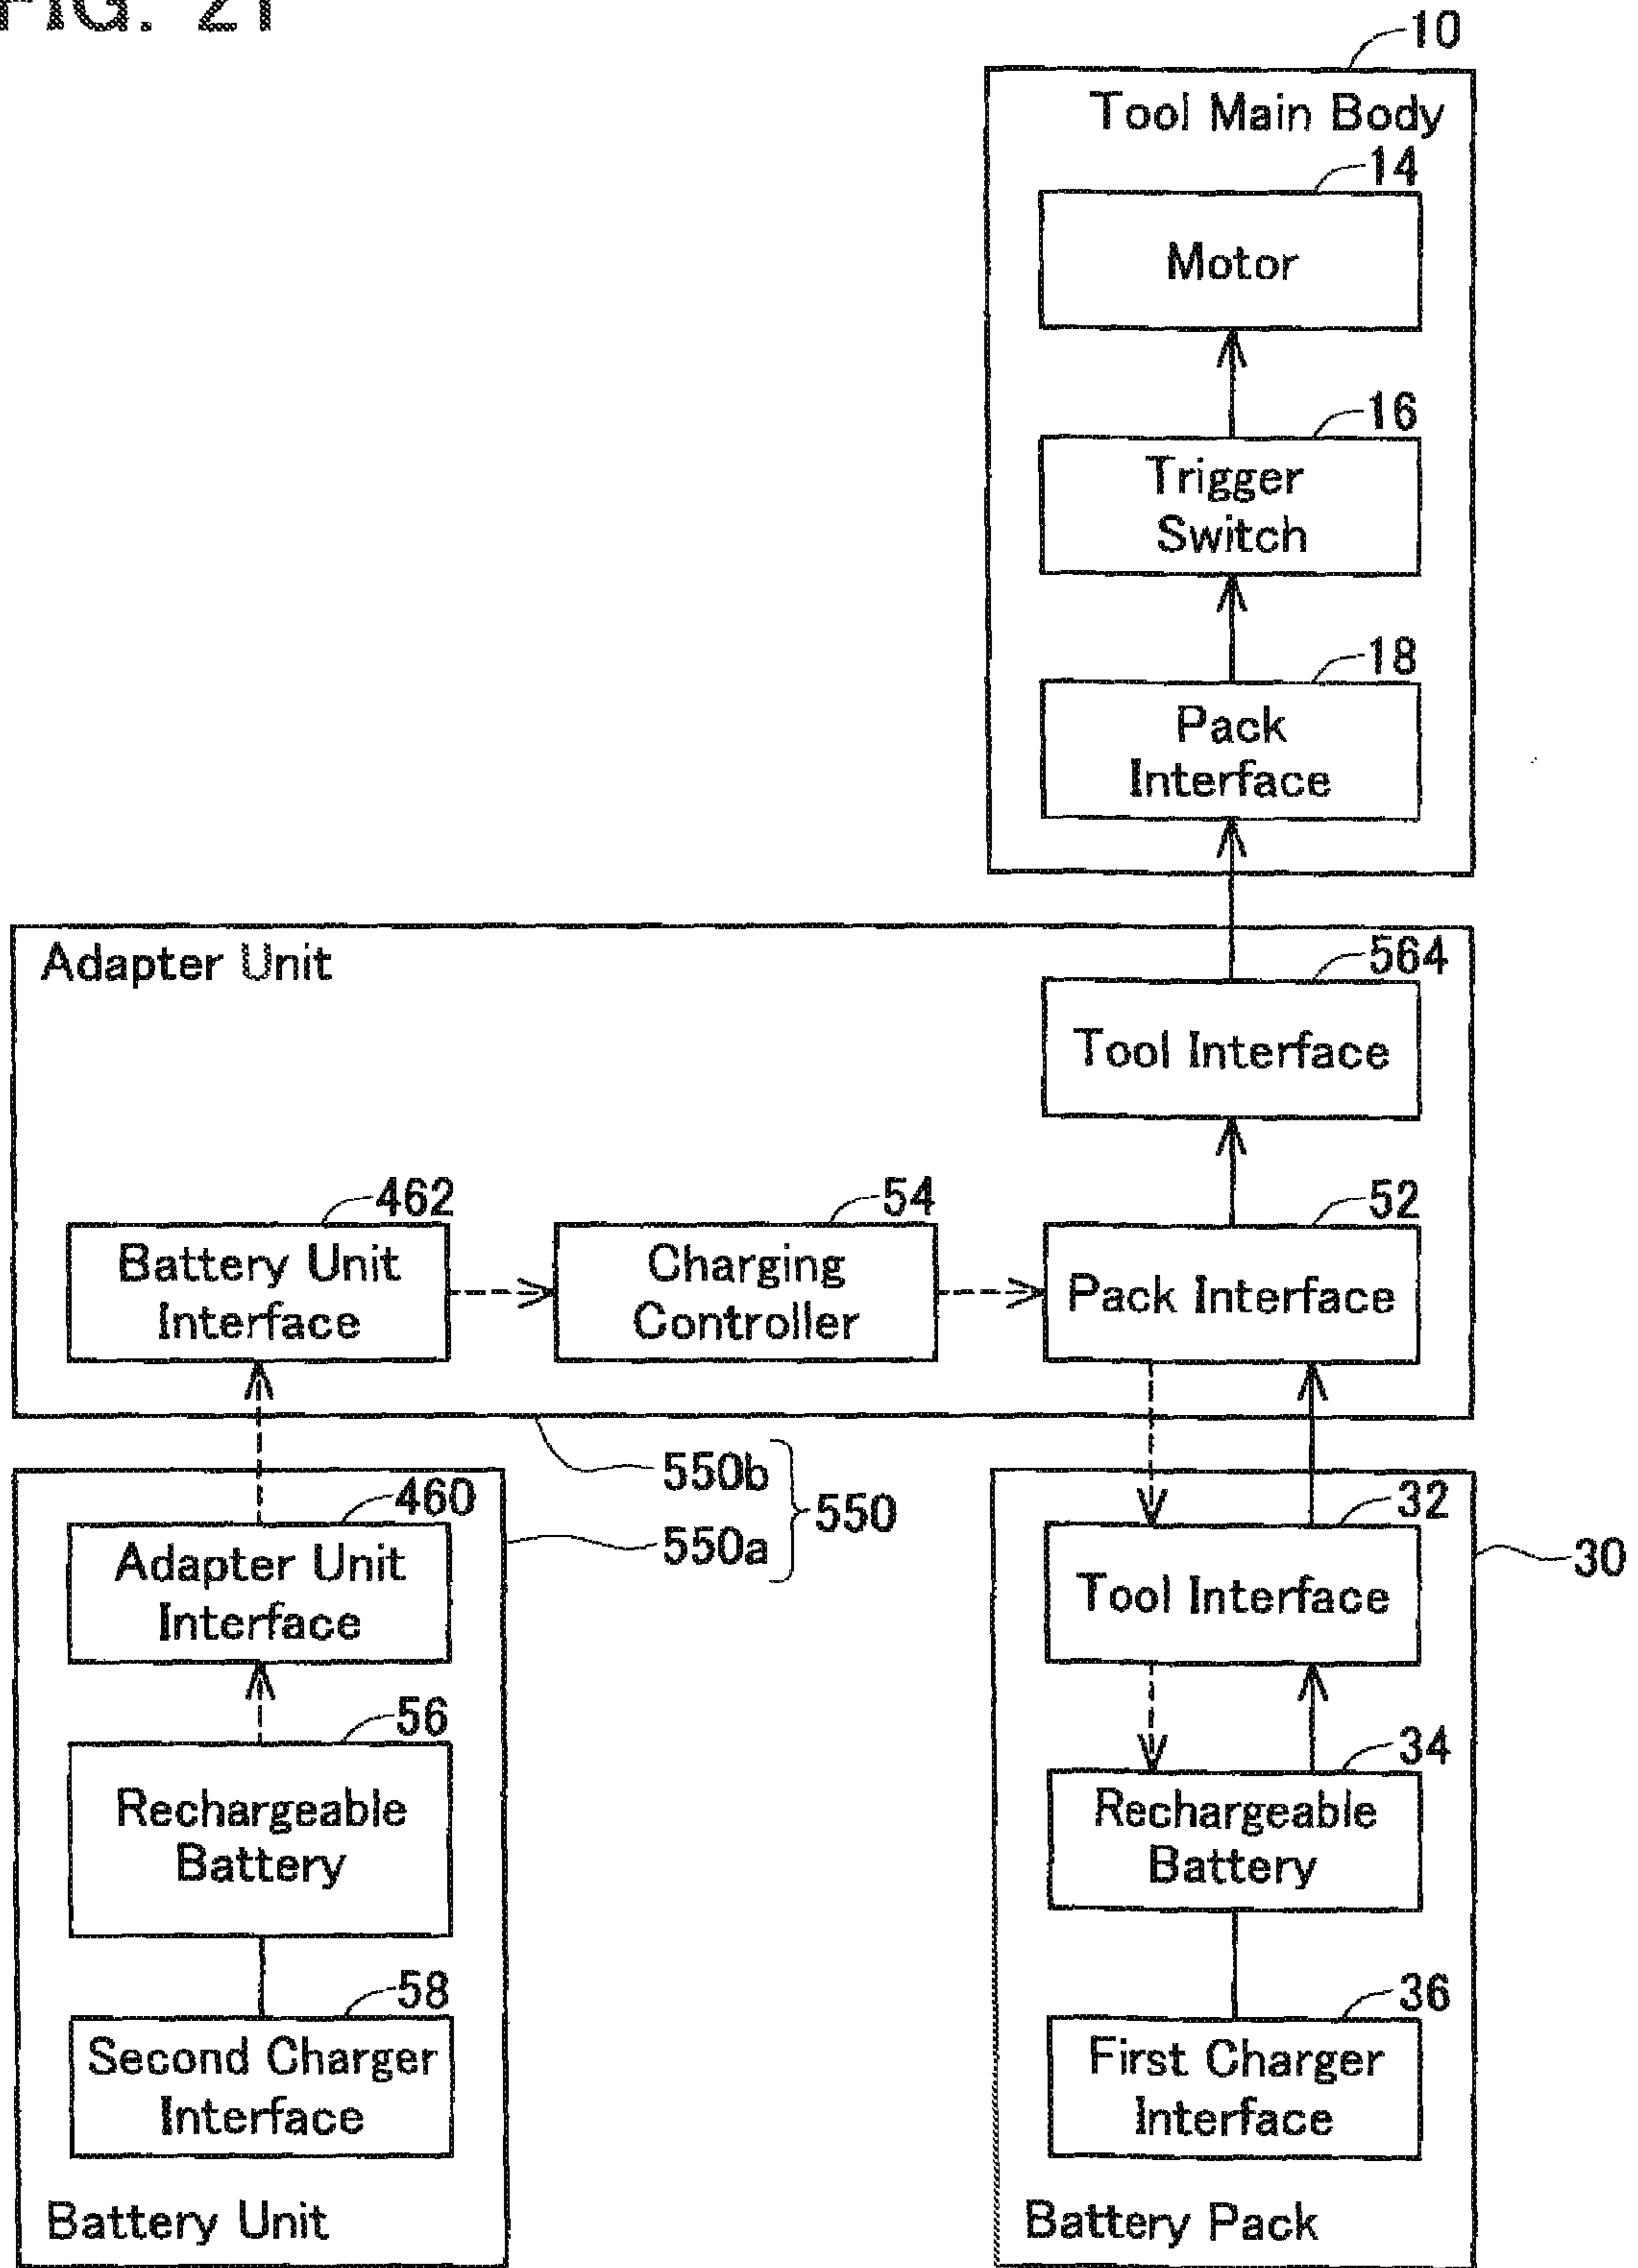 FIG. 21
10
Tool Main Body
14
Motor
16
Trigger
Switch
18
Pack
Interface
Adapter Unit
564
Tool Interface
462
Battery Unit
Interface
54
Charging
Controller
52
Pack Interface
550b
550a
550
460
Adapter Unit
Interface
32
Tool Interface
30
56
Rechargeable
Battery
34
Rechargeable
Battery
58
Second Charger
Interface
36
First Charger
Interface
Battery Unit
Battery Pack